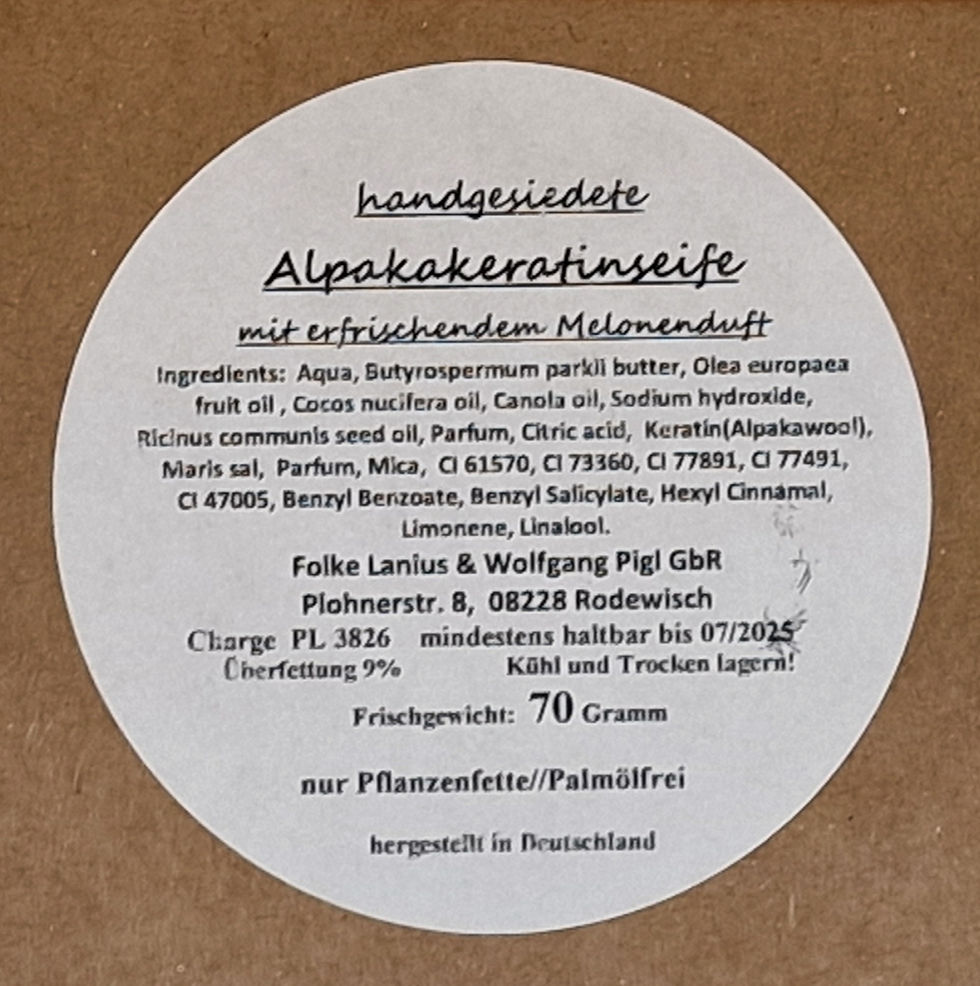 handgesiedete
Alpakakeratinseife
mit erfrischendem Melonenduft
Ingredients: Aqua, Butyrospermum parkii butter, Olea europaea
fruit oil , Cocos nucifera oil, Canola oil, Sodium hydroxide,
Ricinus communis seed oil, Parfum, Citric acid, Keratin(Alpakawool),
Maris sal, Parfum, Mica, CI 61570, CI 73360, CI 77891, CI 77491,
CI 47005, Benzyl Benzoate, Benzyl Salicylate, Hexyl Cinnamal,
Limonene, Linalool.
Folke Lanius & Wolfgang Pigl GbR
Plohnerstr. 8, 08228 Rodewisch
Charge PL 3826 mindestens haltbar bis 07/2025
Überfettung 9% Kühl und Trocken lagern!
Frischgewicht: 70 Gramm
nur Pflanzenfette//Palmölfrei
hergestellt in Deutschland